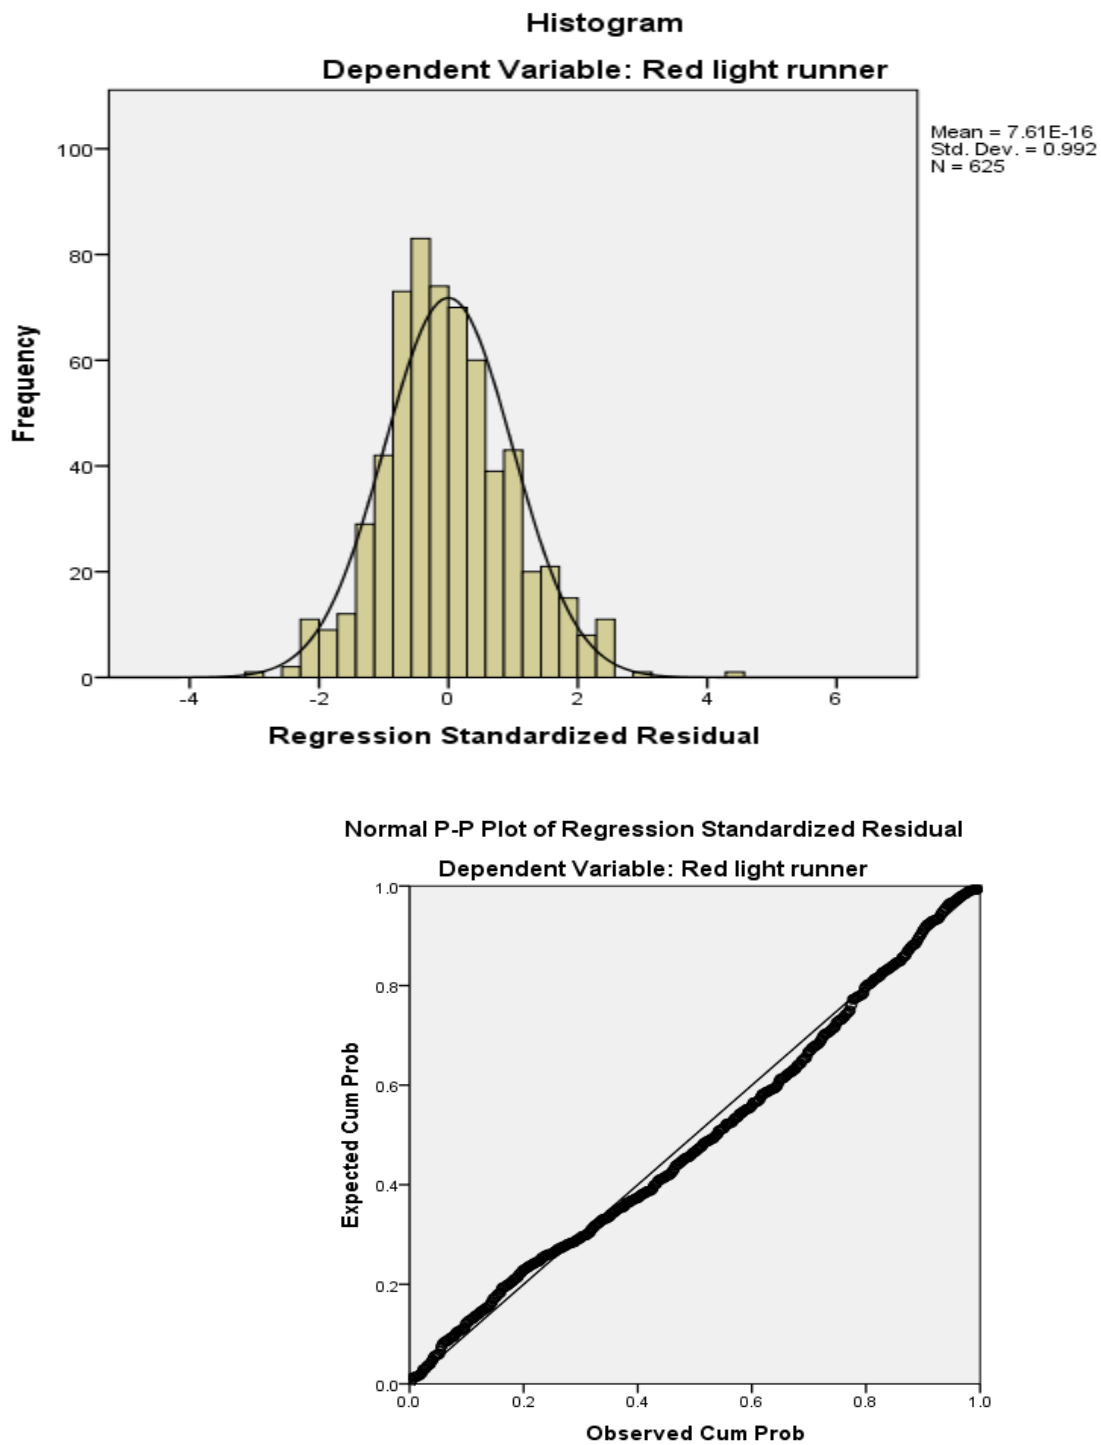 Histogram
Dependent Variable: Red light runner
Mean = 7.61E-16
Std. Dev. = 0.992
N = 625
100
80
60
40
20
0
Frequency
-4 -2 0 2 4 6
Regression Standardized Residual
Normal P-P Plot of Regression Standardized Residual
Dependent Variable: Red light runner
1.0
0.8
0.6
0.4
0.2
0.0
Expected Cum Prob
0.0 0.2 0.4 0.6 0.8 1.0
Observed Cum Prob